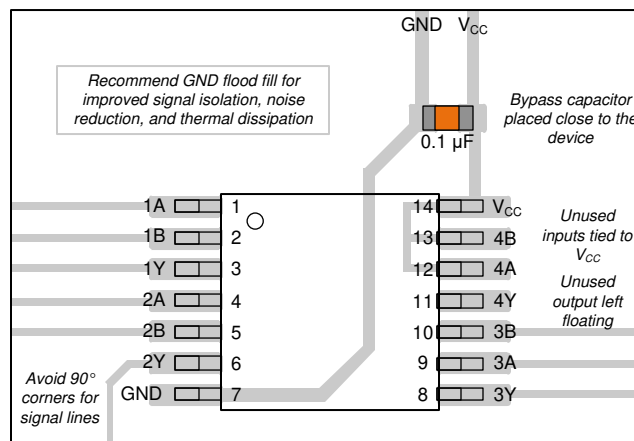 GND VCC
Recommend GND flood fill for
improved signal isolation, noise
reduction, and thermal dissipation
Bypass capacitor
placed close to the
device
0.1 µF
1A 1 14 VCC
1B 2 13 4B
1Y 3 12 4A
2A 4 11 4Y
2B 5 10 3B
2Y 6 9 3A
GND 7 8 3Y
Unused
inputs tied to
VCC
Unused
output left
floating
Avoid 90°
corners for
signal lines